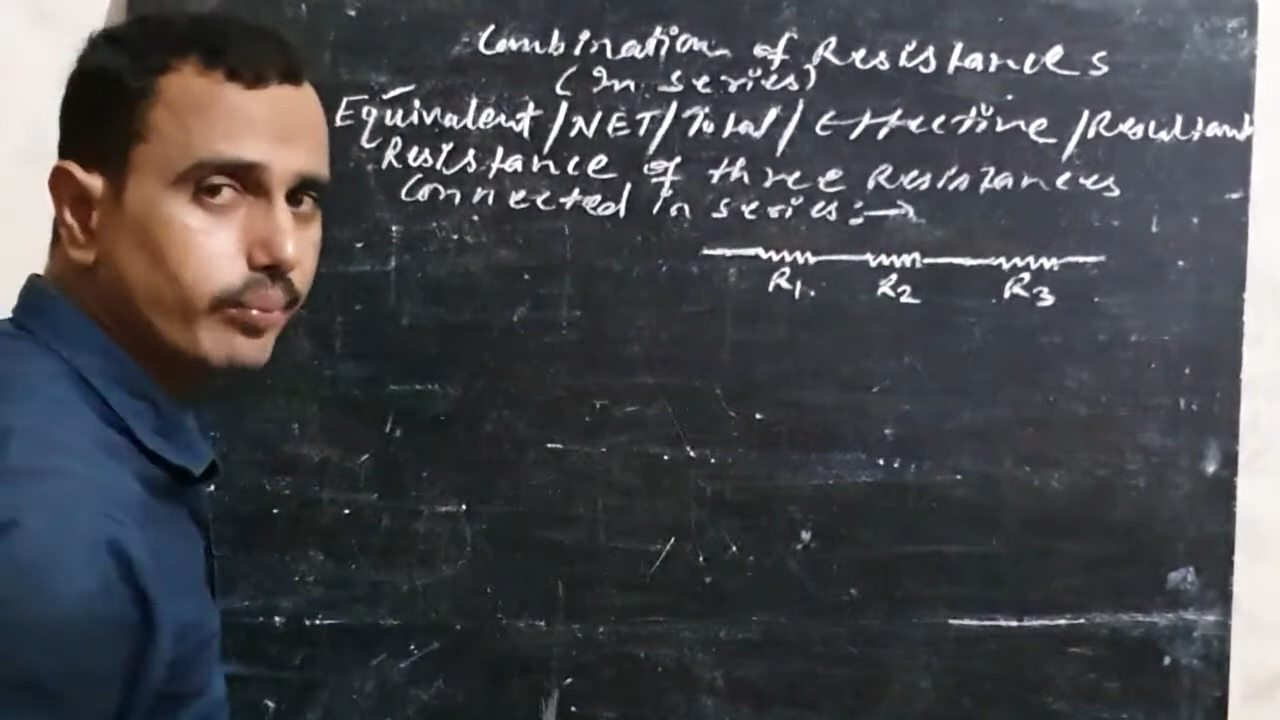 Combination of Resistances
(In series)
Equivalent/NET/Total/Effective/Resultant
Resistance of three Resistances
Connected in series:→
R1 R2 R3